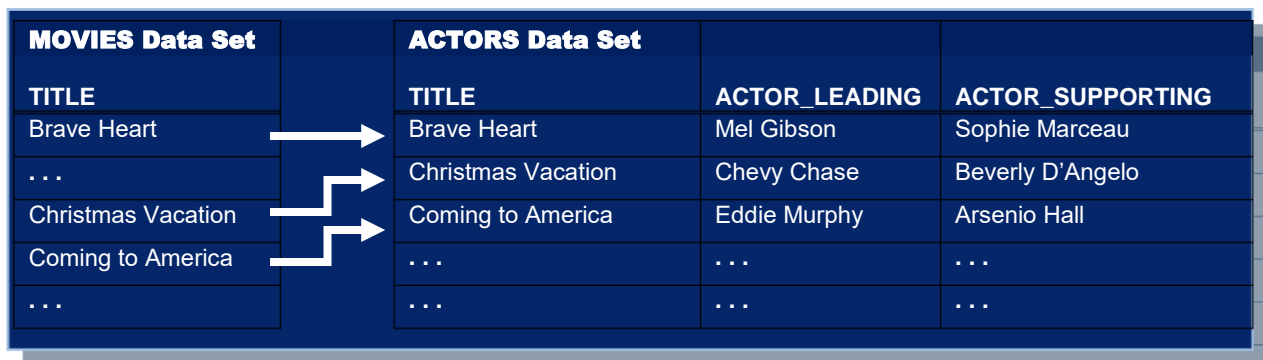 MOVIES Data Set ACTORS Data Set
TITLE TITLE ACTOR_LEADING ACTOR_SUPPORTING
Brave Heart Brave Heart Mel Gibson Sophie Marceau
. . . Christmas Vacation Chevy Chase Beverly D’Angelo
Christmas Vacation Coming to America Eddie Murphy Arsenio Hall
Coming to America . . . . . . . . .
. . . . . . . . . . . .